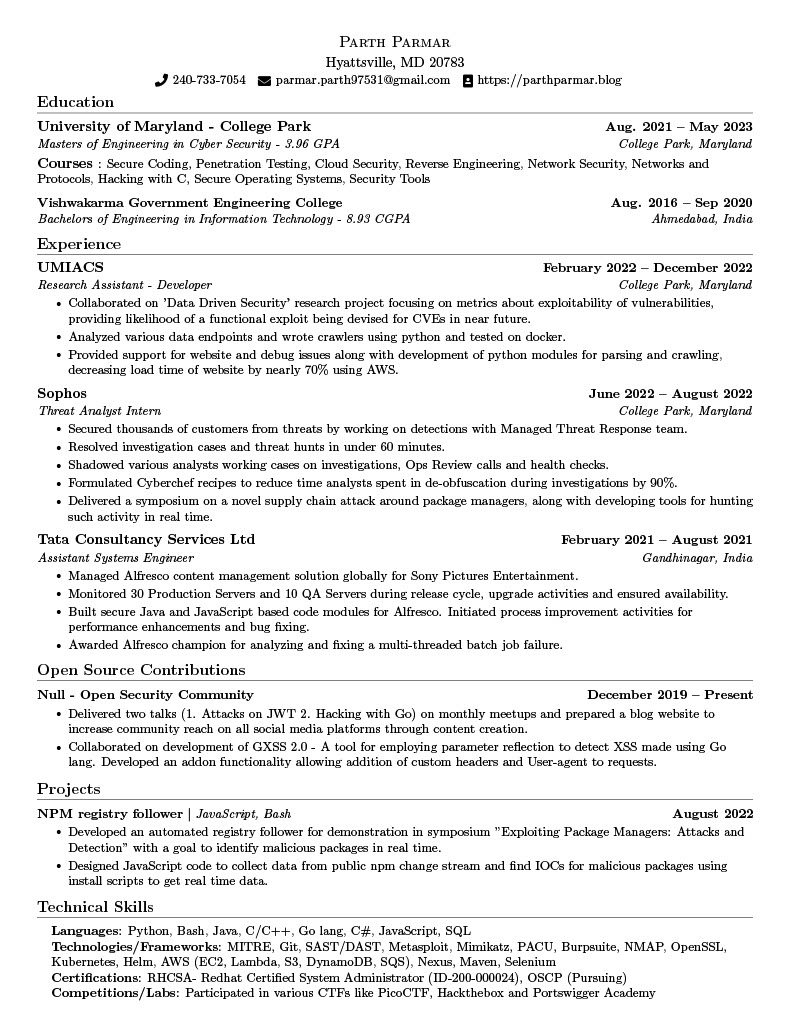 Parth Parmar
Hyattsville, MD 20783
240-733-7054 parmar.parth97531@gmail.com https://parthparmar.blog
Education
University of Maryland - College Park Aug. 2021 – May 2023
Masters of Engineering in Cyber Security - 3.96 GPA College Park, Maryland
Courses : Secure Coding, Penetration Testing, Cloud Security, Reverse Engineering, Network Security, Networks and
Protocols, Hacking with C, Secure Operating Systems, Security Tools
Vishwakarma Government Engineering College Aug. 2016 – Sep 2020
Bachelors of Engineering in Information Technology - 8.93 CGPA Ahmedabad, India
Experience
UMIACS February 2022 – December 2022
Research Assistant - Developer College Park, Maryland
• Collaborated on 'Data Driven Security' research project focusing on metrics about exploitability of vulnerabilities,
providing likelihood of a functional exploit being devised for CVEs in near future.
• Analyzed various data endpoints and wrote crawlers using python and tested on docker.
• Provided support for website and debug issues along with development of python modules for parsing and crawling,
decreasing load time of website by nearly 70% using AWS.
Sophos June 2022 – August 2022
Threat Analyst Intern College Park, Maryland
• Secured thousands of customers from threats by working on detections with Managed Threat Response team.
• Resolved investigation cases and threat hunts in under 60 minutes.
• Shadowed various analysts working cases on investigations, Ops Review calls and health checks.
• Formulated Cyberchef recipes to reduce time analysts spent in de-obfuscation during investigations by 90%.
• Delivered a symposium on a novel supply chain attack around package managers, along with developing tools for hunting
such activity in real time.
Tata Consultancy Services Ltd February 2021 – August 2021
Assistant Systems Engineer Gandhinagar, India
• Managed Alfresco content management solution globally for Sony Pictures Entertainment.
• Monitored 30 Production Servers and 10 QA Servers during release cycle, upgrade activities and ensured availability.
• Built secure Java and JavaScript based code modules for Alfresco. Initiated process improvement activities for
performance enhancements and bug fixing.
• Awarded Alfresco champion for analyzing and fixing a multi-threaded batch job failure.
Open Source Contributions
Null - Open Security Community December 2019 – Present
• Delivered two talks (1. Attacks on JWT 2. Hacking with Go) on monthly meetups and prepared a blog website to
increase community reach on all social media platforms through content creation.
• Collaborated on development of GXSS 2.0 - A tool for employing parameter reflection to detect XSS made using Go
lang. Developed an addon functionality allowing addition of custom headers and User-agent to requests.
Projects
NPM registry follower | JavaScript, Bash August 2022
• Developed an automated registry follower for demonstration in symposium "Exploiting Package Managers: Attacks and
Detection" with a goal to identify malicious packages in real time.
• Designed JavaScript code to collect data from public npm change stream and find IOCs for malicious packages using
install scripts to get real time data.
Technical Skills
Languages: Python, Bash, Java, C/C++, Go lang, C#, JavaScript, SQL
Technologies/Frameworks: MITRE, Git, SAST/DAST, Metasploit, Mimikatz, PACU, Burpsuite, NMAP, OpenSSL,
Kubernetes, Helm, AWS (EC2, Lambda, S3, DynamoDB, SQS), Nexus, Maven, Selenium
Certifications: RHCSA- Redhat Certified System Administrator (ID-200-000024), OSCP (Pursuing)
Competitions/Labs: Participated in various CTFs like PicoCTF, Hackthebox and Portswigger Academy